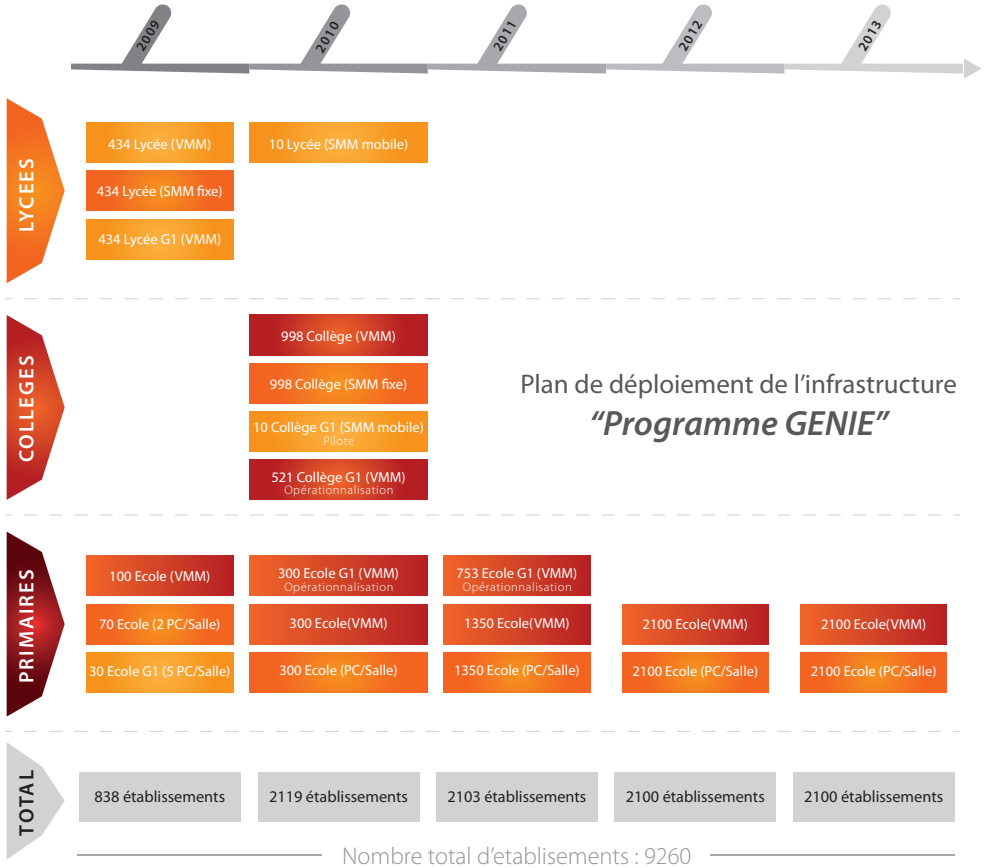 2009
2010
2011
2012
2013
LYCEES
434 Lycée (VMM)
10 Lycée (SMM mobile)
434 Lycée (SMM fixe)
434 Lycée G1 (VMM)
COLLEGES
998 Collège (VMM)
998 Collège (SMM fixe)
10 Collège G1 (SMM mobile)
Pilote
521 Collège G1 (VMM)
Opérationnalisation
Plan de déploiement de l'infrastructure
“Programme GENIE”
PRIMAIRES
100 Ecole (VMM)
300 Ecole G1 (VMM)
Opérationnalisation
753 Ecole G1 (VMM)
Opérationnalisation
70 Ecole (2 PC/Salle)
300 Ecole(VMM)
1350 Ecole(VMM)
2100 Ecole(VMM)
2100 Ecole(VMM)
30 Ecole G1 (5 PC/Salle)
300 Ecole (PC/Salle)
1350 Ecole (PC/Salle)
2100 Ecole (PC/Salle)
2100 Ecole (PC/Salle)
TOTAL
838 établissements
2119 établissements
2103 établissements
2100 établissements
2100 établissements
Nombre total d'etablisements : 9260